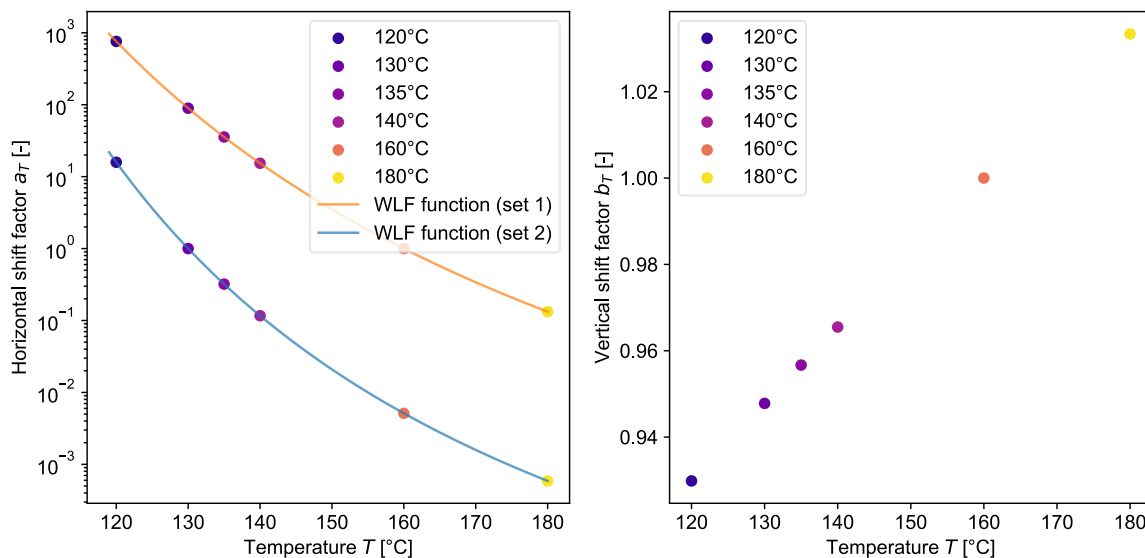 10³
10²
10¹
10⁰
10⁻¹
10⁻²
10⁻³
Horizontal shift factor a_T [-]
120°C
130°C
135°C
140°C
160°C
180°C
WLF function (set 1)
WLF function (set 2)
120 130 140 150 160 170 180
Temperature T [°C]
1.02
1.00
0.98
0.96
0.94
Vertical shift factor b_T [-]
120°C
130°C
135°C
140°C
160°C
180°C
120 130 140 150 160 170 180
Temperature T [°C]